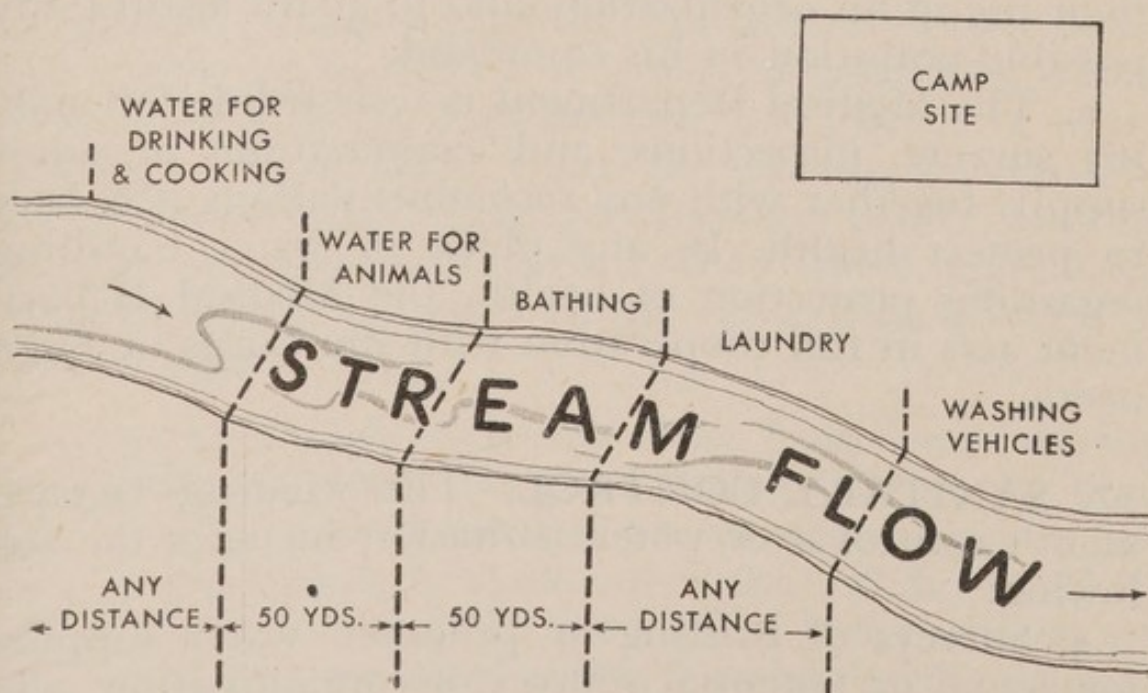 CAMP
SITE
WATER FOR
DRINKING
& COOKING
WATER FOR
ANIMALS
BATHING
LAUNDRY
WASHING
VEHICLES
STREAM FLOW
ANY
DISTANCE
50 YDS.
50 YDS.
ANY
DISTANCE